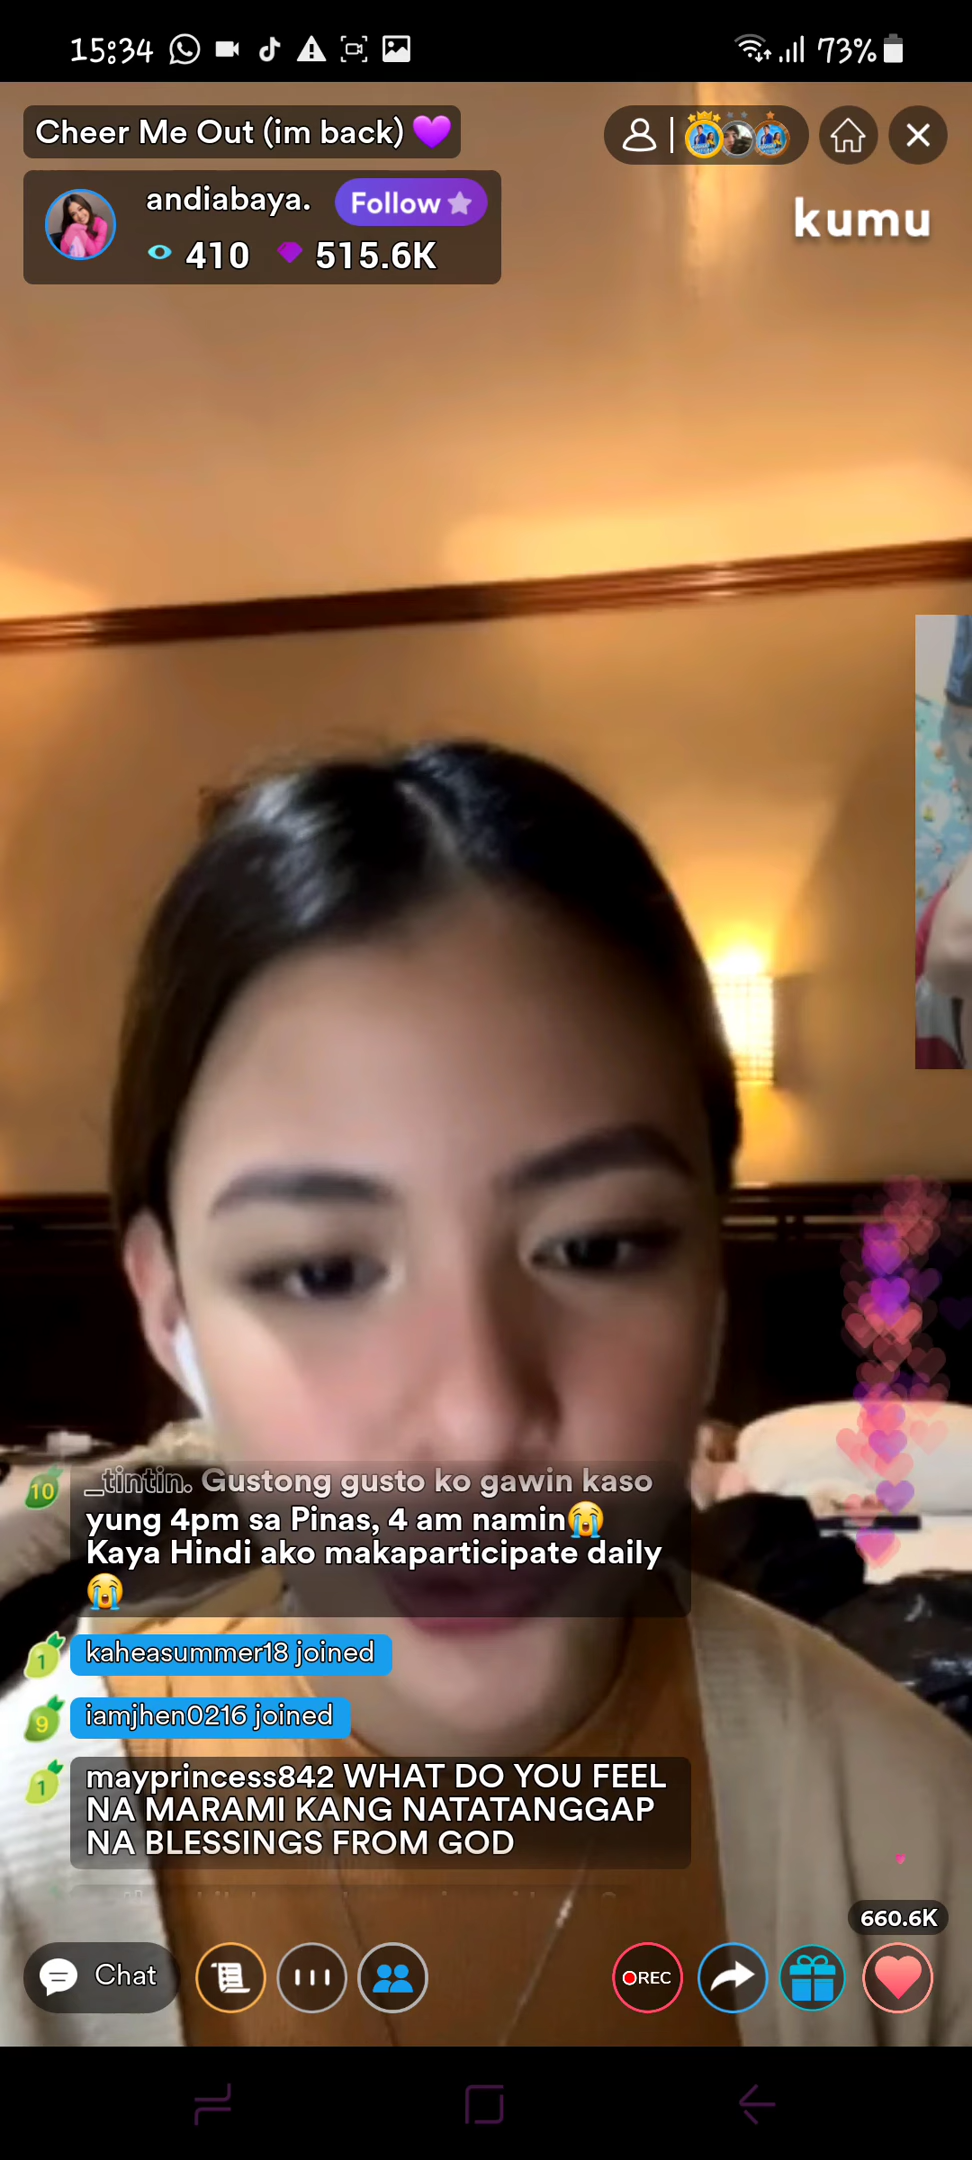 15:34
73%
Cheer Me Out (im back) 💜
andiabaya.
Follow
410
515.6K
kumu
10
_tintin. Gustong gusto ko gawin kaso
yung 4pm sa Pinas, 4 am namin😭
Kaya Hindi ako makaparticipate daily
😭
1
kaheasummer18 joined
9
iamjhen0216 joined
1
mayprincess842 WHAT DO YOU FEEL
NA MARAMI KANG NATATANGGAP
NA BLESSINGS FROM GOD
660.6K
Chat
REC